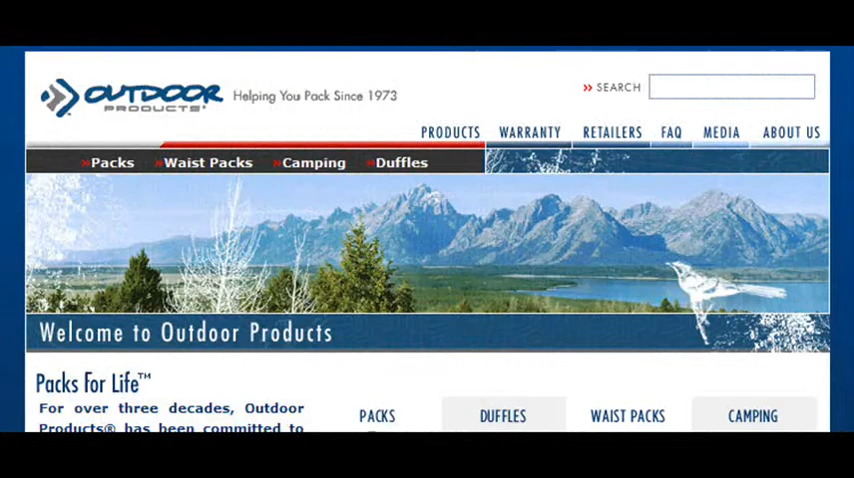 OUTDOOR
PRODUCTS®
Helping You Pack Since 1973
» SEARCH
PRODUCTS WARRANTY RETAILERS FAQ MEDIA ABOUT US
»Packs »Waist Packs »Camping »Duffles
Welcome to Outdoor Products
Packs For Life™
For over three decades, Outdoor
Products® has been committed to
PACKS DUFFLES WAIST PACKS CAMPING